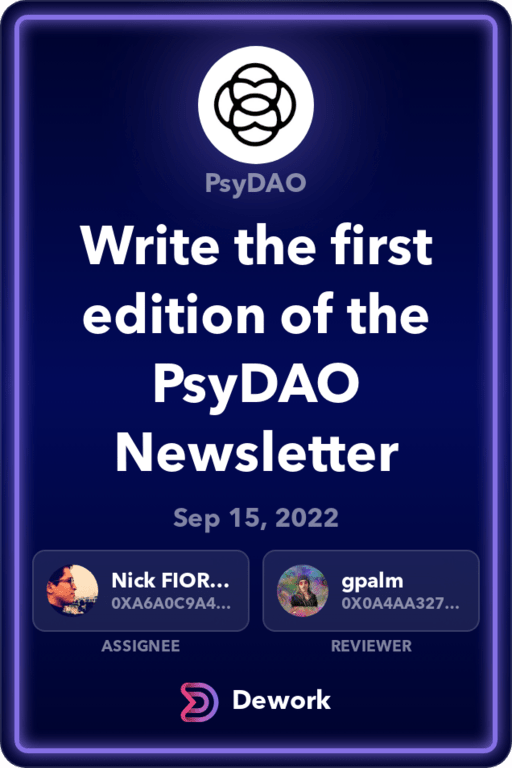 PsyDAO
Write the first
edition of the
PsyDAO
Newsletter
Sep 15, 2022
Nick FIOR...
0XA6A0C9A4...
gpalm
0X0A4AA327...
ASSIGNEE
REVIEWER
Dework